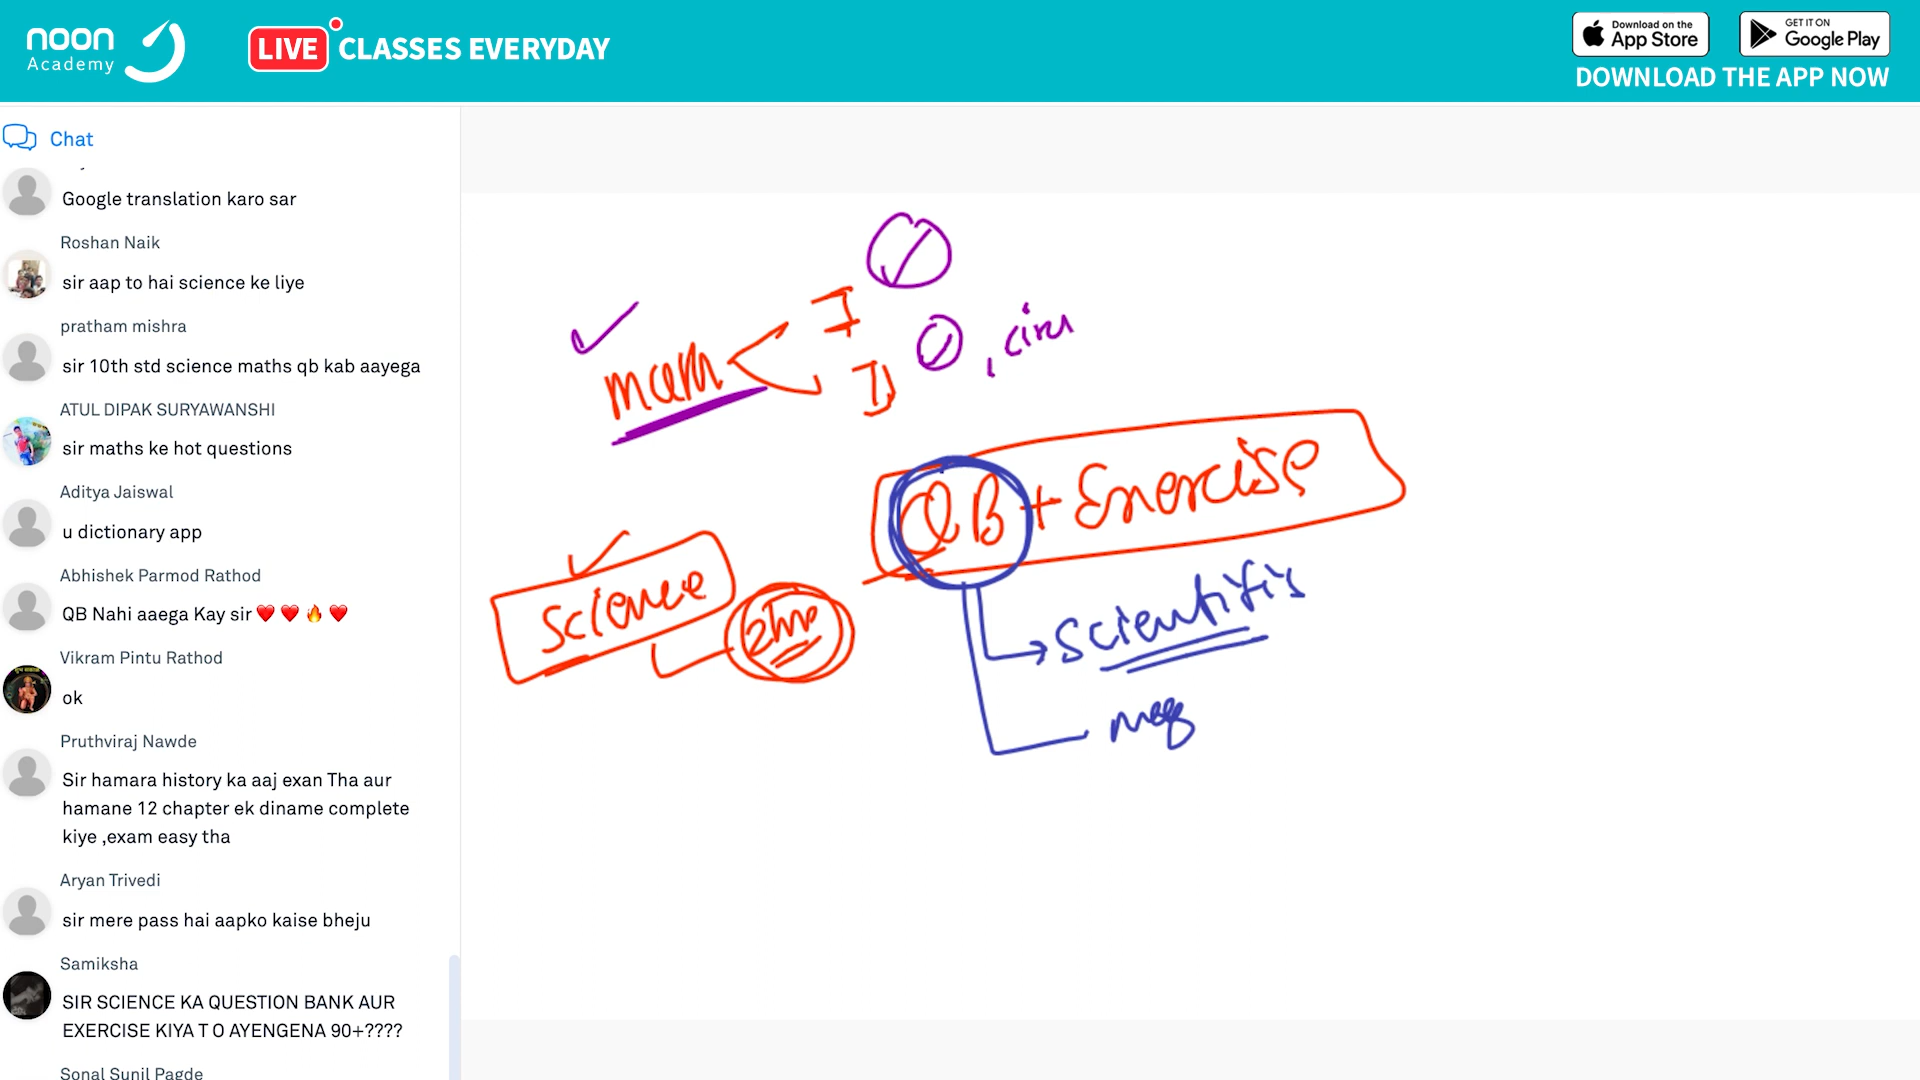 noon
Academy
LIVE CLASSES EVERYDAY
Download on the
App Store
GET IT ON
Google Play
DOWNLOAD THE APP NOW
Chat
Google translation karo sar
Roshan Naik
sir aap to hai science ke liye
pratham mishra
sir 10th std science maths qb kab aayega
ATUL DIPAK SURYAWANSHI
sir maths ke hot questions
Aditya Jaiswal
u dictionary app
Abhishek Parmod Rathod
QB Nahi aaega Kay sir❤️ ❤️ 🔥 ❤️
Vikram Pintu Rathod
ok
Pruthviraj Nawde
Sir hamara history ka aaj exan Tha aur
hamane 12 chapter ek diname complete
kiye ,exam easy tha
Aryan Trivedi
sir mere pass hai aapko kaise bheju
Samiksha
SIR SCIENCE KA QUESTION BANK AUR
EXERCISE KIYA T O AYENGENA 90+????
Sonal Sunil Pagde
I
math
II
QB + Exercise
Science
2hr